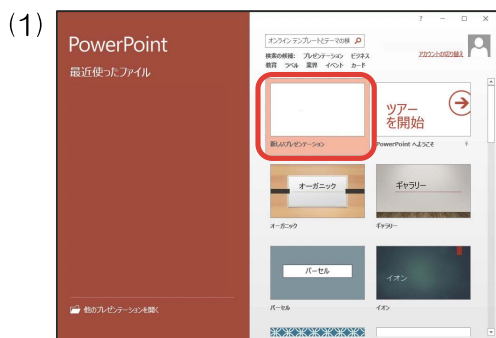 (1)
? − □ ×
PowerPoint
最近使ったファイル
オンライン テンプレートとテーマの検
検索の候補: プレゼンテーション ビジネス
教育 ラベル 業界 イベント カード
アカウントの切り替え
ツアー
を開始
新しいプレゼンテーション
PowerPoint へようこそ
オーガニック
ギャラリー
オーガニック
ギャラリー
パーセル
イオン
パーセル
イオン
他のプレゼンテーションを開く